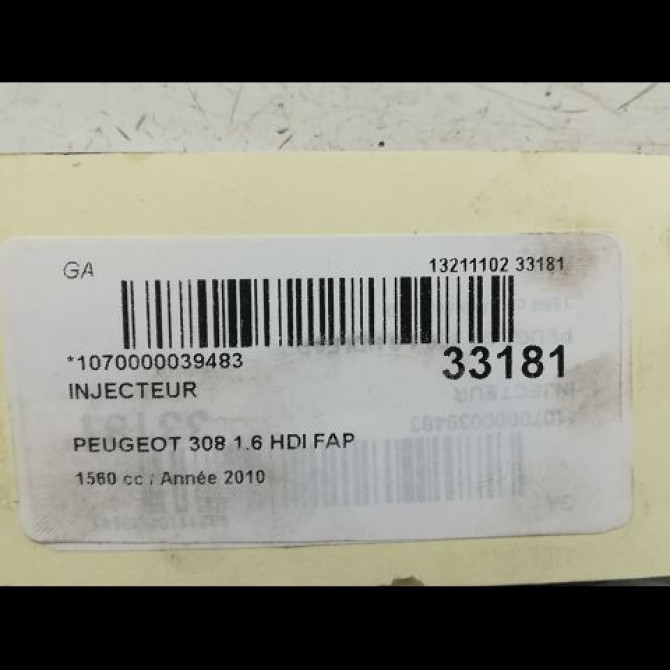 GA
13211102 33181
*1070000039483
33181
INJECTEUR
PEUGEOT 308 1.6 HDI FAP
1560 cc / Année 2010